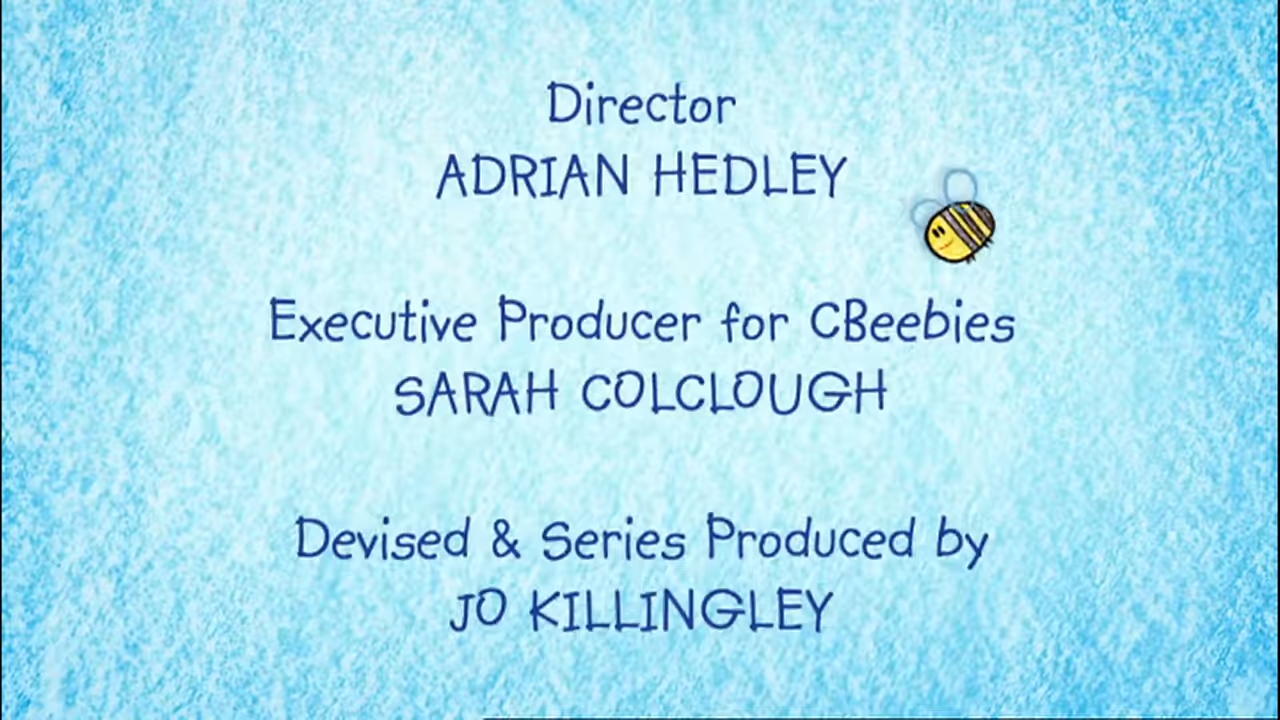 Director
ADRIAN HEDLEY
Executive Producer for CBeebies
SARAH COLCLOUGH
Devised & Series Produced by
JO KILLINGLEY